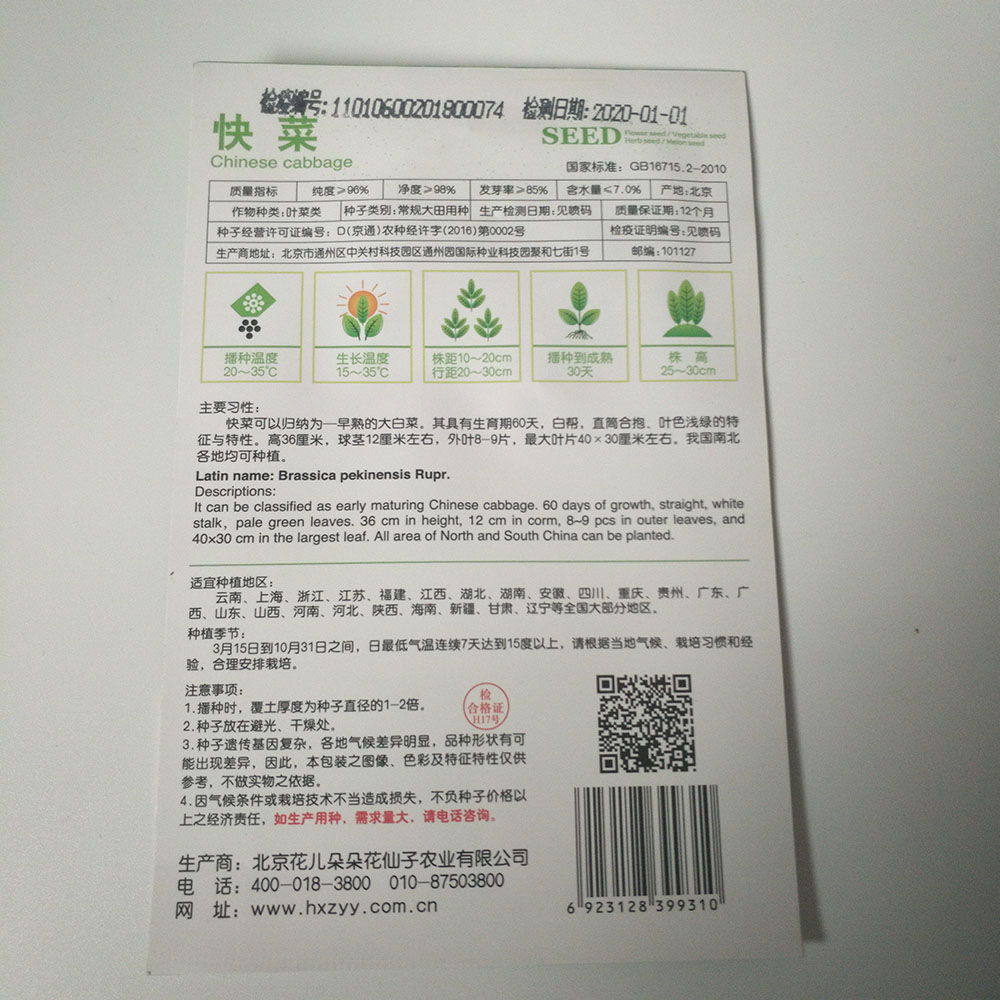 检疫编号:11010600201800074 检测日期:2020-01-01
快 菜
SEED Flower seed / Vegetable seed
Herb seed / Melon seed
Chinese cabbage
国家标准：GB16715.2-2010
质量指标 纯度≥96% 净度≥98% 发芽率≥85% 含水量≤7.0% 产地:北京
作物种类:叶菜类 种子类别:常规大田用种 生产检测日期:见喷码 质量保证期:12个月
种子经营许可证编号：D(京通)农种经许字(2016)第0002号 检疫证明编号:见喷码
生产商地址：北京市通州区中关村科技园区通州园国际种业科技园聚和七街1号 邮编:101127
播种温度 生长温度 株距10～20cm 播种到成熟 株 高
20～35℃ 15～35℃ 行距20～30cm 30天 25～30cm
主要习性：
快菜可以归纳为一早熟的大白菜。其具有生育期60天，白帮，直筒合抱、叶色浅绿的特
征与特性。高36厘米，球茎12厘米左右，外叶8-9片，最大叶片40×30厘米左右。我国南北
各地均可种植。
Latin name: Brassica pekinensis Rupr.
Descriptions:
It can be classified as early maturing Chinese cabbage. 60 days of growth, straight, white
stalk, pale green leaves. 36 cm in height, 12 cm in corm, 8~9 pcs in outer leaves, and
40×30 cm in the largest leaf. All area of North and South China can be planted.
适宜种植地区：
云南、上海、浙江、江苏、福建、江西、湖北、湖南、安徽、四川、重庆、贵州、广东、广
西、山东、山西、河南、河北、陕西、海南、新疆、甘肃、辽宁等全国大部分地区。
种植季节：
3月15日到10月31日之间，日最低气温连续7天达到15度以上，请根据当地气候、栽培习惯和经
验，合理安排栽培。
注意事项：
1.播种时，覆土厚度为种子直径的1-2倍。
2.种子放在避光、干燥处。
3.种子遗传基因复杂，各地气候差异明显，品种形状有可
能出现差异，因此，本包装之图像、色彩及特征特性仅供
参考，不做实物之依据。
4.因气候条件或栽培技术不当造成损失，不负种子价格以
上之经济责任，如生产用种，需求量大，请电话咨询。
检
合格证
H17号
生产商：北京花儿朵朵花仙子农业有限公司
电 话：400-018-3800 010-87503800
网 址：www.hxzyy.com.cn
6 923128 399310